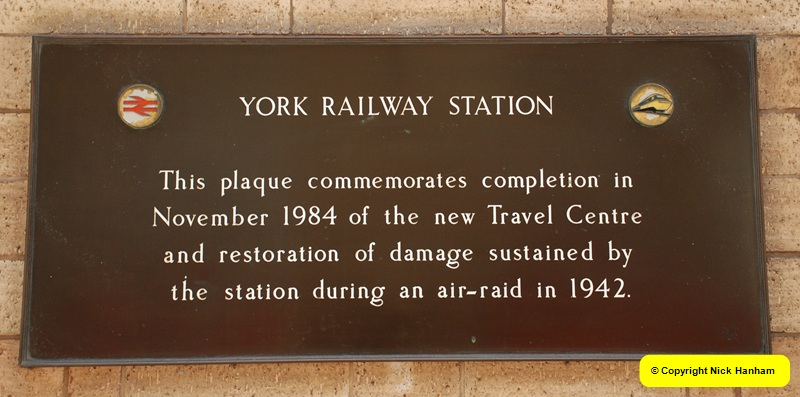 YORK RAILWAY STATION
This plaque commemorates completion in
November 1984 of the new Travel Centre
and restoration of damage sustained by
the station during an air-raid in 1942.
© Copyright Nick Hanham